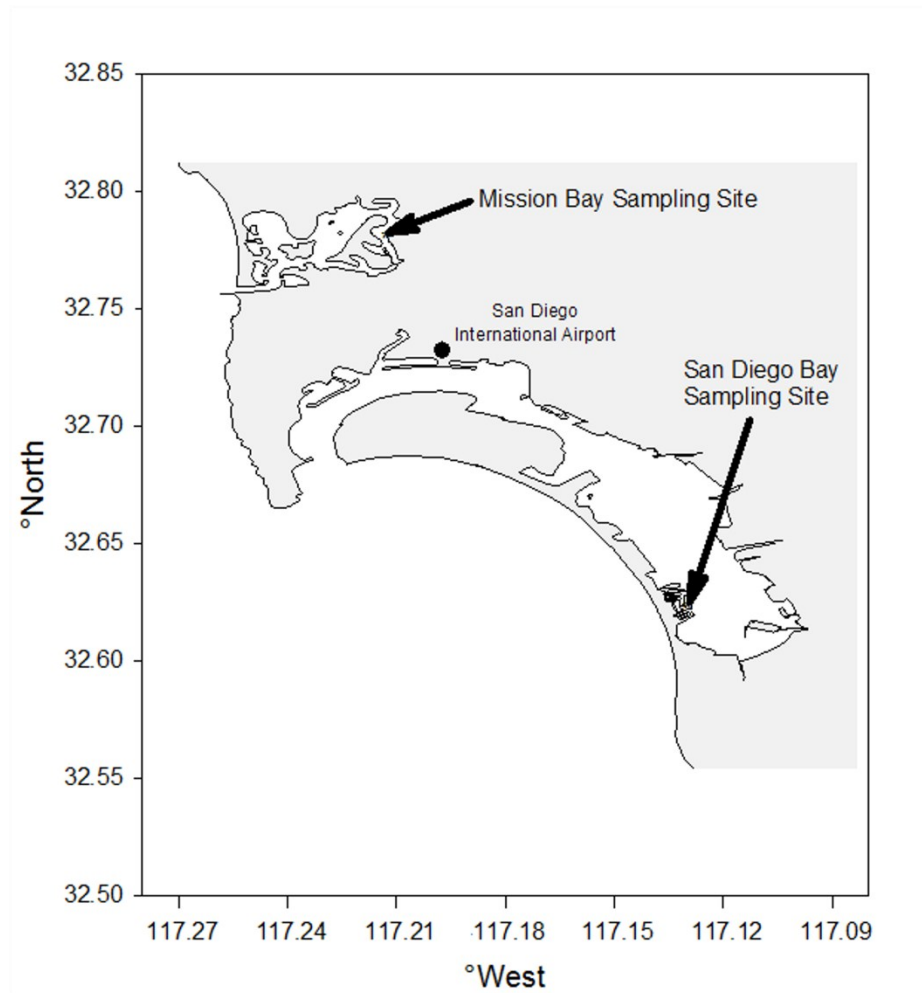 32.85
32.80
Mission Bay Sampling Site
32.75
San Diego
International Airport
San Diego Bay
Sampling Site
32.70
°North
32.65
32.60
32.55
32.50
117.27 117.24 117.21 117.18 117.15 117.12 117.09
°West